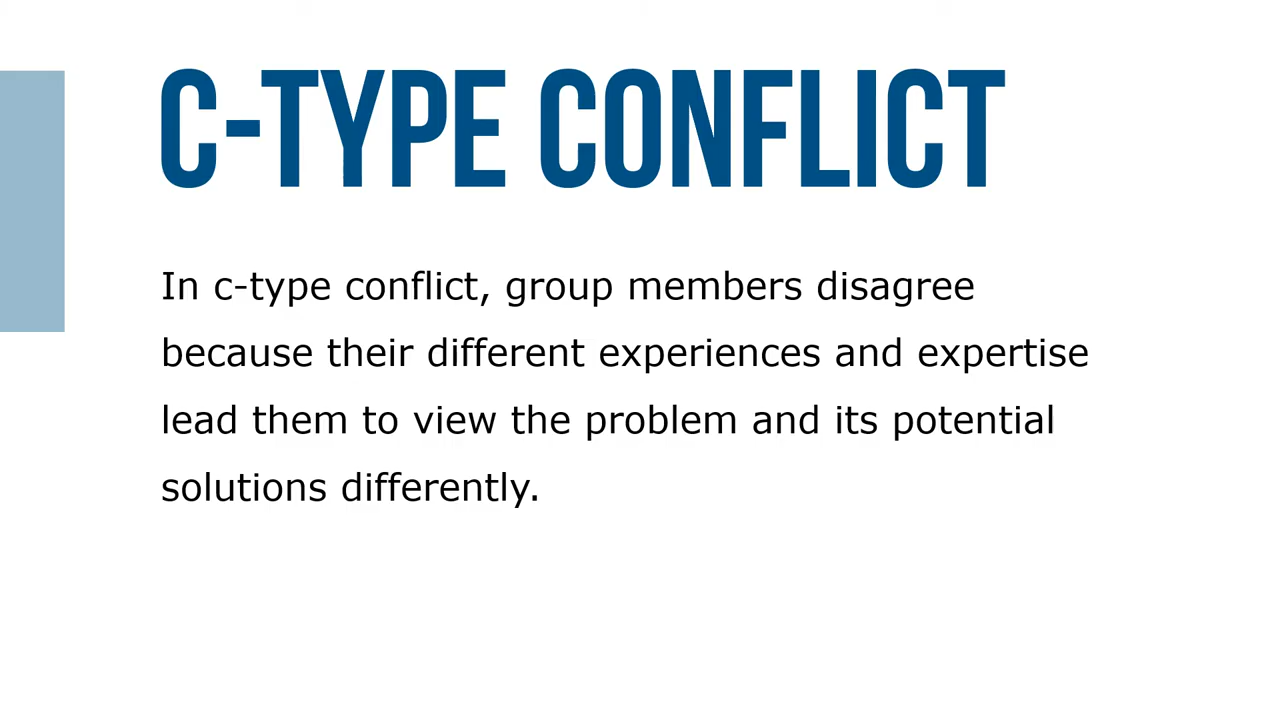 C-TYPE CONFLICT
In c-type conflict, group members disagree
because their different experiences and expertise
lead them to view the problem and its potential
solutions differently.